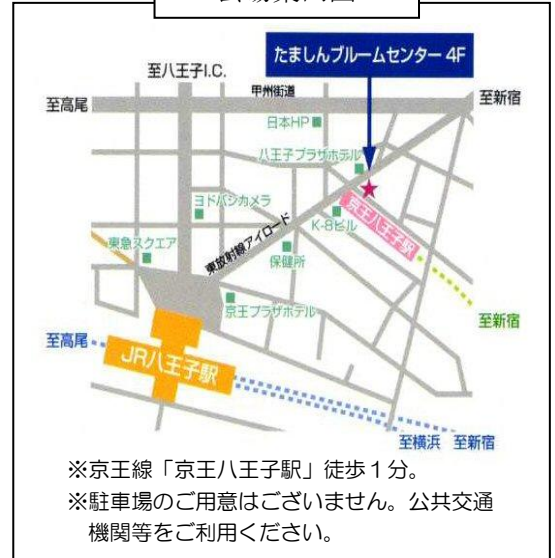 たましんブルームセンター 4F
至八王子I.C.
甲州街道
至高尾
至新宿
日本HP
八王子プラザホテル
ヨドバシカメラ
京王八王子駅
K-8ビル
東放射線アイロード
東急スクエア
保健所
京王プラザホテル
至新宿
至高尾
JR八王子駅
至横浜 至新宿
※京王線「京王八王子駅」徒歩1分。
※駐車場のご用意はございません。公共交通
機関等をご利用ください。